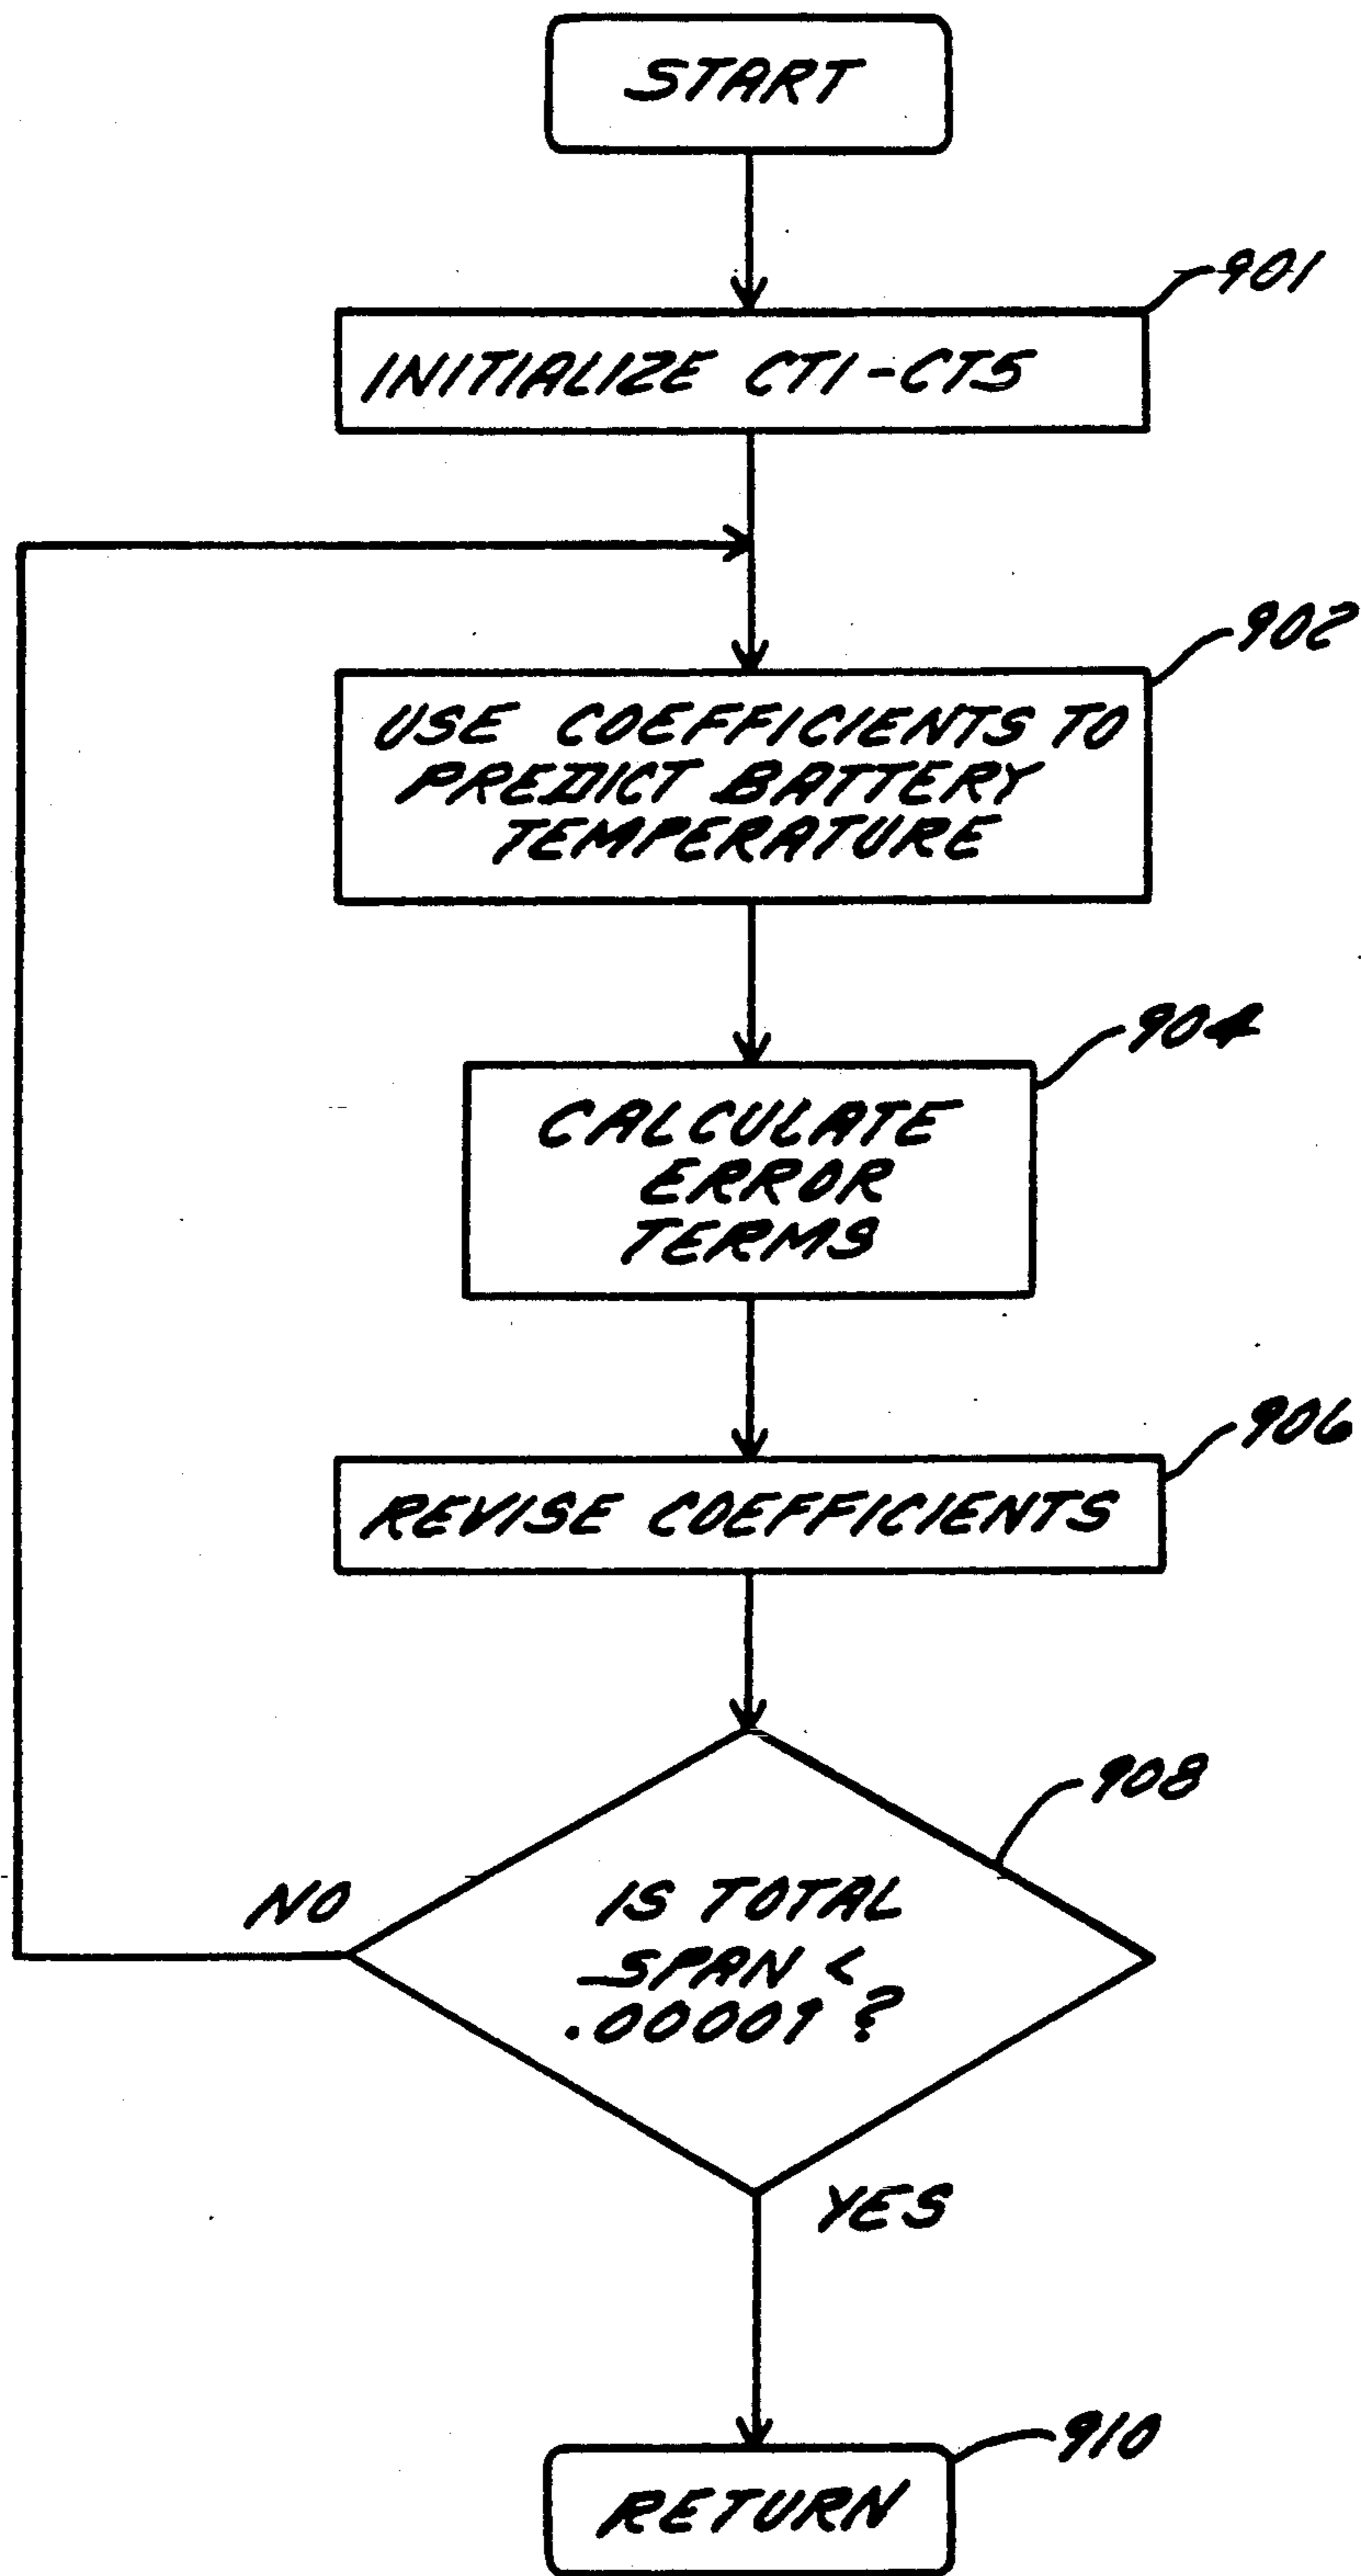 START
901
INITIALIZE CT1-CT5
902
USE COEFFICIENTS TO
PREDICT BATTERY
TEMPERATURE
904
CALCULATE
ERROR
TERMS
906
REVISE COEFFICIENTS
908
NO
IS TOTAL
SPAN <
.00009 ?
YES
910
RETURN